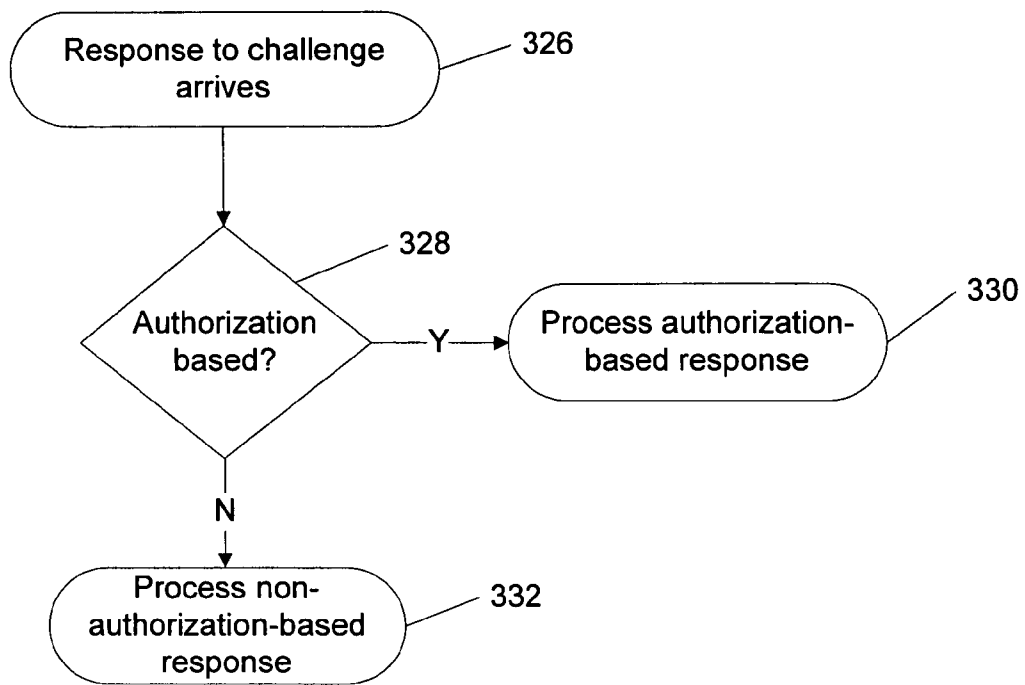 Response to challenge
arrives
326
328
Authorization
based?
Y
Process authorization-
based response
330
N
Process non-
authorization-based
response
332